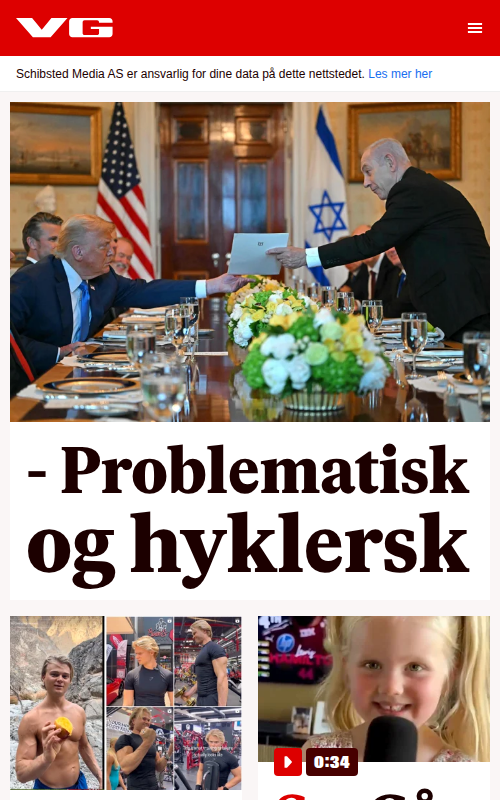 VG
Schibsted Media AS er ansvarlig for dine data på dette nettstedet. Les mer her
- Problematisk
og hyklersk
0:34